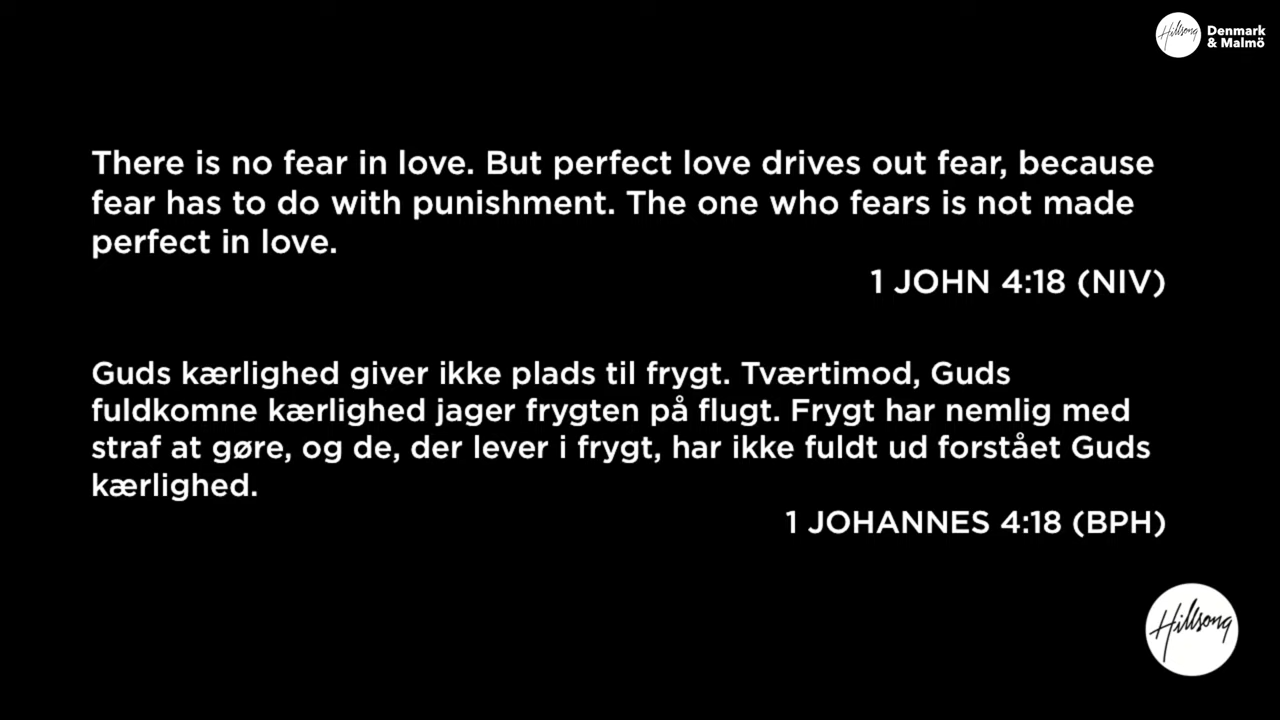 Hillsong
Denmark
& Malmö
There is no fear in love. But perfect love drives out fear, because
fear has to do with punishment. The one who fears is not made
perfect in love.
1 JOHN 4:18 (NIV)
Guds kærlighed giver ikke plads til frygt. Tværtimod, Guds
fuldkomne kærlighed jager frygten på flugt. Frygt har nemlig med
straf at gøre, og de, der lever i frygt, har ikke fuldt ud forstået Guds
kærlighed.
1 JOHANNES 4:18 (BPH)
Hillsong